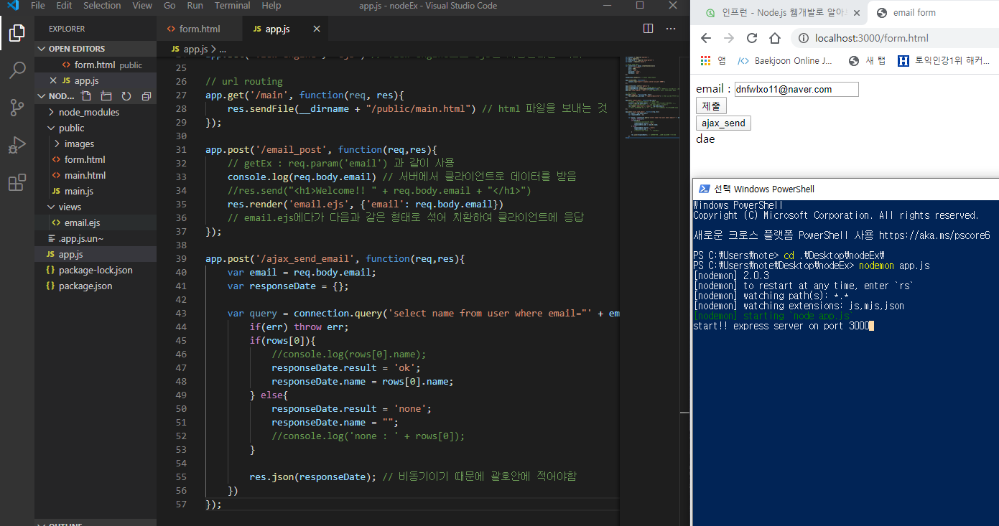 File Edit Selection View Go Run Terminal Help app.js - nodeEx - Visual Studio Code
EXPLORER
OPEN EDITORS
form.html public
app.js
NOD...
node_modules
public
images
form.html
main.html
main.js
views
email.ejs
.app.js.un~
app.js
package-lock.json
package.json
OUTLINE
form.html
app.js
app.js > ...
25
26 // url routing
27 app.get('/main', function(req, res){
28 res.sendFile(__dirname + "/public/main.html") // html 파일을 보내는 것
29 });
30
31 app.post('/email_post', function(req,res){
32 // getEx : req.param('email') 과 같이 사용
33 console.log(req.body.email) // 서버에서 클라이언트로 데이터를 받음
34 //res.send("<h1>Welcome!! " + req.body.email + "</h1>")
35 res.render('email.ejs', {'email': req.body.email})
36 // email.ejs에다가 다음과 같은 형태로 섞어 치환하여 클라이언트에 응답
37 });
38
39 app.post('/ajax_send_email', function(req,res){
40 var email = req.body.email;
41 var responseDate = {};
42
43 var query = connection.query('select name from user where email="' + em
44 if(err) throw err;
45 if(rows[0]){
46 //console.log(rows[0].name);
47 responseDate.result = 'ok';
48 responseDate.name = rows[0].name;
49 } else{
50 responseDate.result = 'none';
51 responseDate.name = "";
52 //console.log('none : ' + rows[0]);
53 }
54
55 res.json(responseDate); // 비동기이기 때문에 괄호안에 적어야함
56 })
57 });
인프런 - Node.js 웹개발로 알아
email form
localhost:3000/form.html
앱 </> Baekjoon Online J... 새 탭 H 토익인강1위 해커...
email : dnfwlxo11@naver.com
제출
ajax_send
dae
선택 Windows PowerShell
Windows PowerShell
Copyright (C) Microsoft Corporation. All rights reserved.
새로운 크로스 플랫폼 PowerShell 사용 https://aka.ms/pscore6
PS C:₩Users₩note> cd .₩Desktop₩nodeEx₩
PS C:₩Users₩note₩Desktop₩nodeEx> nodemon app.js
[nodemon] 2.0.3
[nodemon] to restart at any time, enter `rs`
[nodemon] watching path(s): *.*
[nodemon] watching extensions: js,mjs,json
[nodemon] starting `node app.js`
start!! express server on port 3000